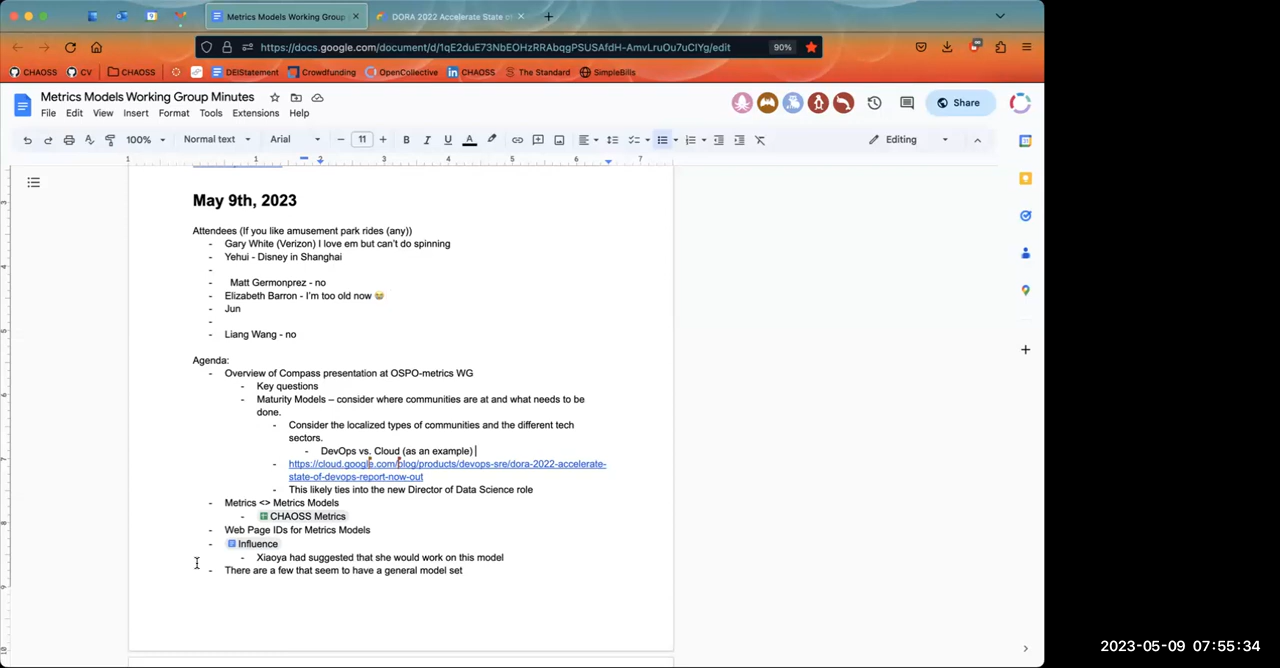 Metrics Models Working Group
DORA 2022 Accelerate State of
https://docs.google.com/document/d/1qE2duE73NbEOHzRRAbqgPSUSAfdH-AmvLruOu7uClYg/edit
90%
CHAOSS CV CHAOSS DEIStatement Crowdfunding OpenCollective CHAOSS The Standard SimpleBills
Metrics Models Working Group Minutes
File Edit View Insert Format Tools Extensions Help
Share
100% Normal text Arial 11 Editing
1 1 2 3 4 5 6 7
May 9th, 2023
Attendees (If you like amusement park rides (any))
- Gary White (Verizon) I love em but can't do spinning
- Yehui - Disney in Shanghai
-
- Matt Germonprez - no
- Elizabeth Barron - I'm too old now 😅
- Jun
-
- Liang Wang - no
Agenda:
- Overview of Compass presentation at OSPO-metrics WG
- Key questions
- Maturity Models – consider where communities are at and what needs to be
done.
- Consider the localized types of communities and the different tech
sectors.
- DevOps vs. Cloud (as an example)
- https://cloud.google.com/blog/products/devops-sre/dora-2022-accelerate-
state-of-devops-report-now-out
- This likely ties into the new Director of Data Science role
- Metrics <> Metrics Models
- CHAOSS Metrics
- Web Page IDs for Metrics Models
- Influence
- Xiaoya had suggested that she would work on this model
- There are a few that seem to have a general model set
2023-05-09 07:55:34